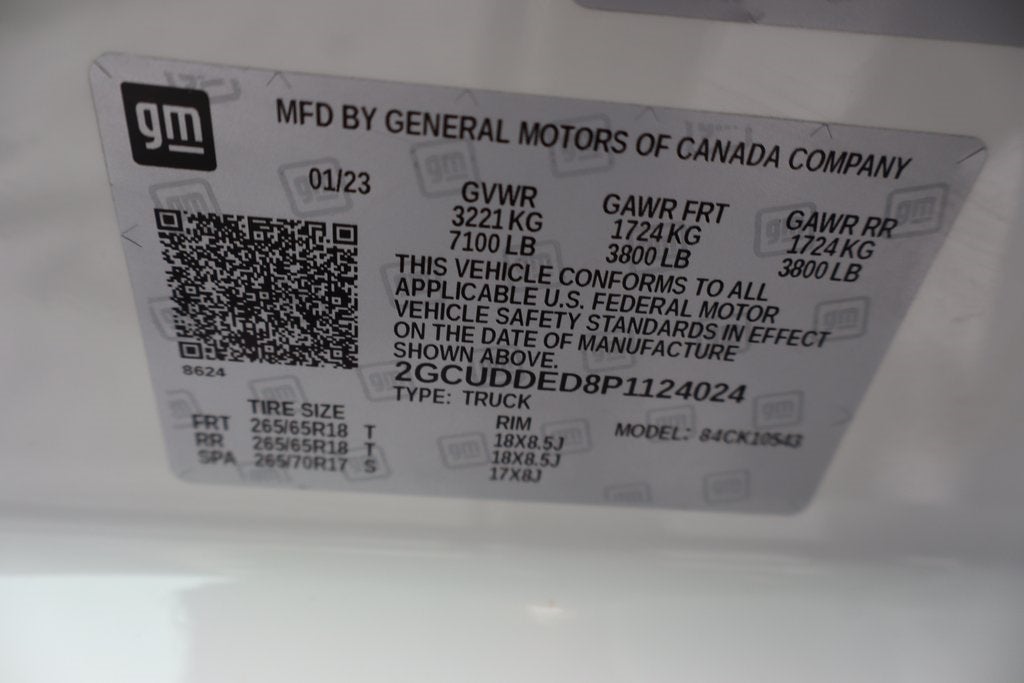 gm
MFD BY GENERAL MOTORS OF CANADA COMPANY
01/23
GVWR GAWR FRT GAWR RR
3221 KG 1724 KG 1724 KG
7100 LB 3800 LB 3800 LB
THIS VEHICLE CONFORMS TO ALL
APPLICABLE U.S. FEDERAL MOTOR
VEHICLE SAFETY STANDARDS IN EFFECT
ON THE DATE OF MANUFACTURE
SHOWN ABOVE.
8624
2GCUDDED8P1124024
TYPE: TRUCK
TIRE SIZE RIM MODEL: 84CK10543
FRT 265/65R18 T 18X8.5J
RR 265/65R18 T 18X8.5J
SPA 265/70R17 S 17X8J